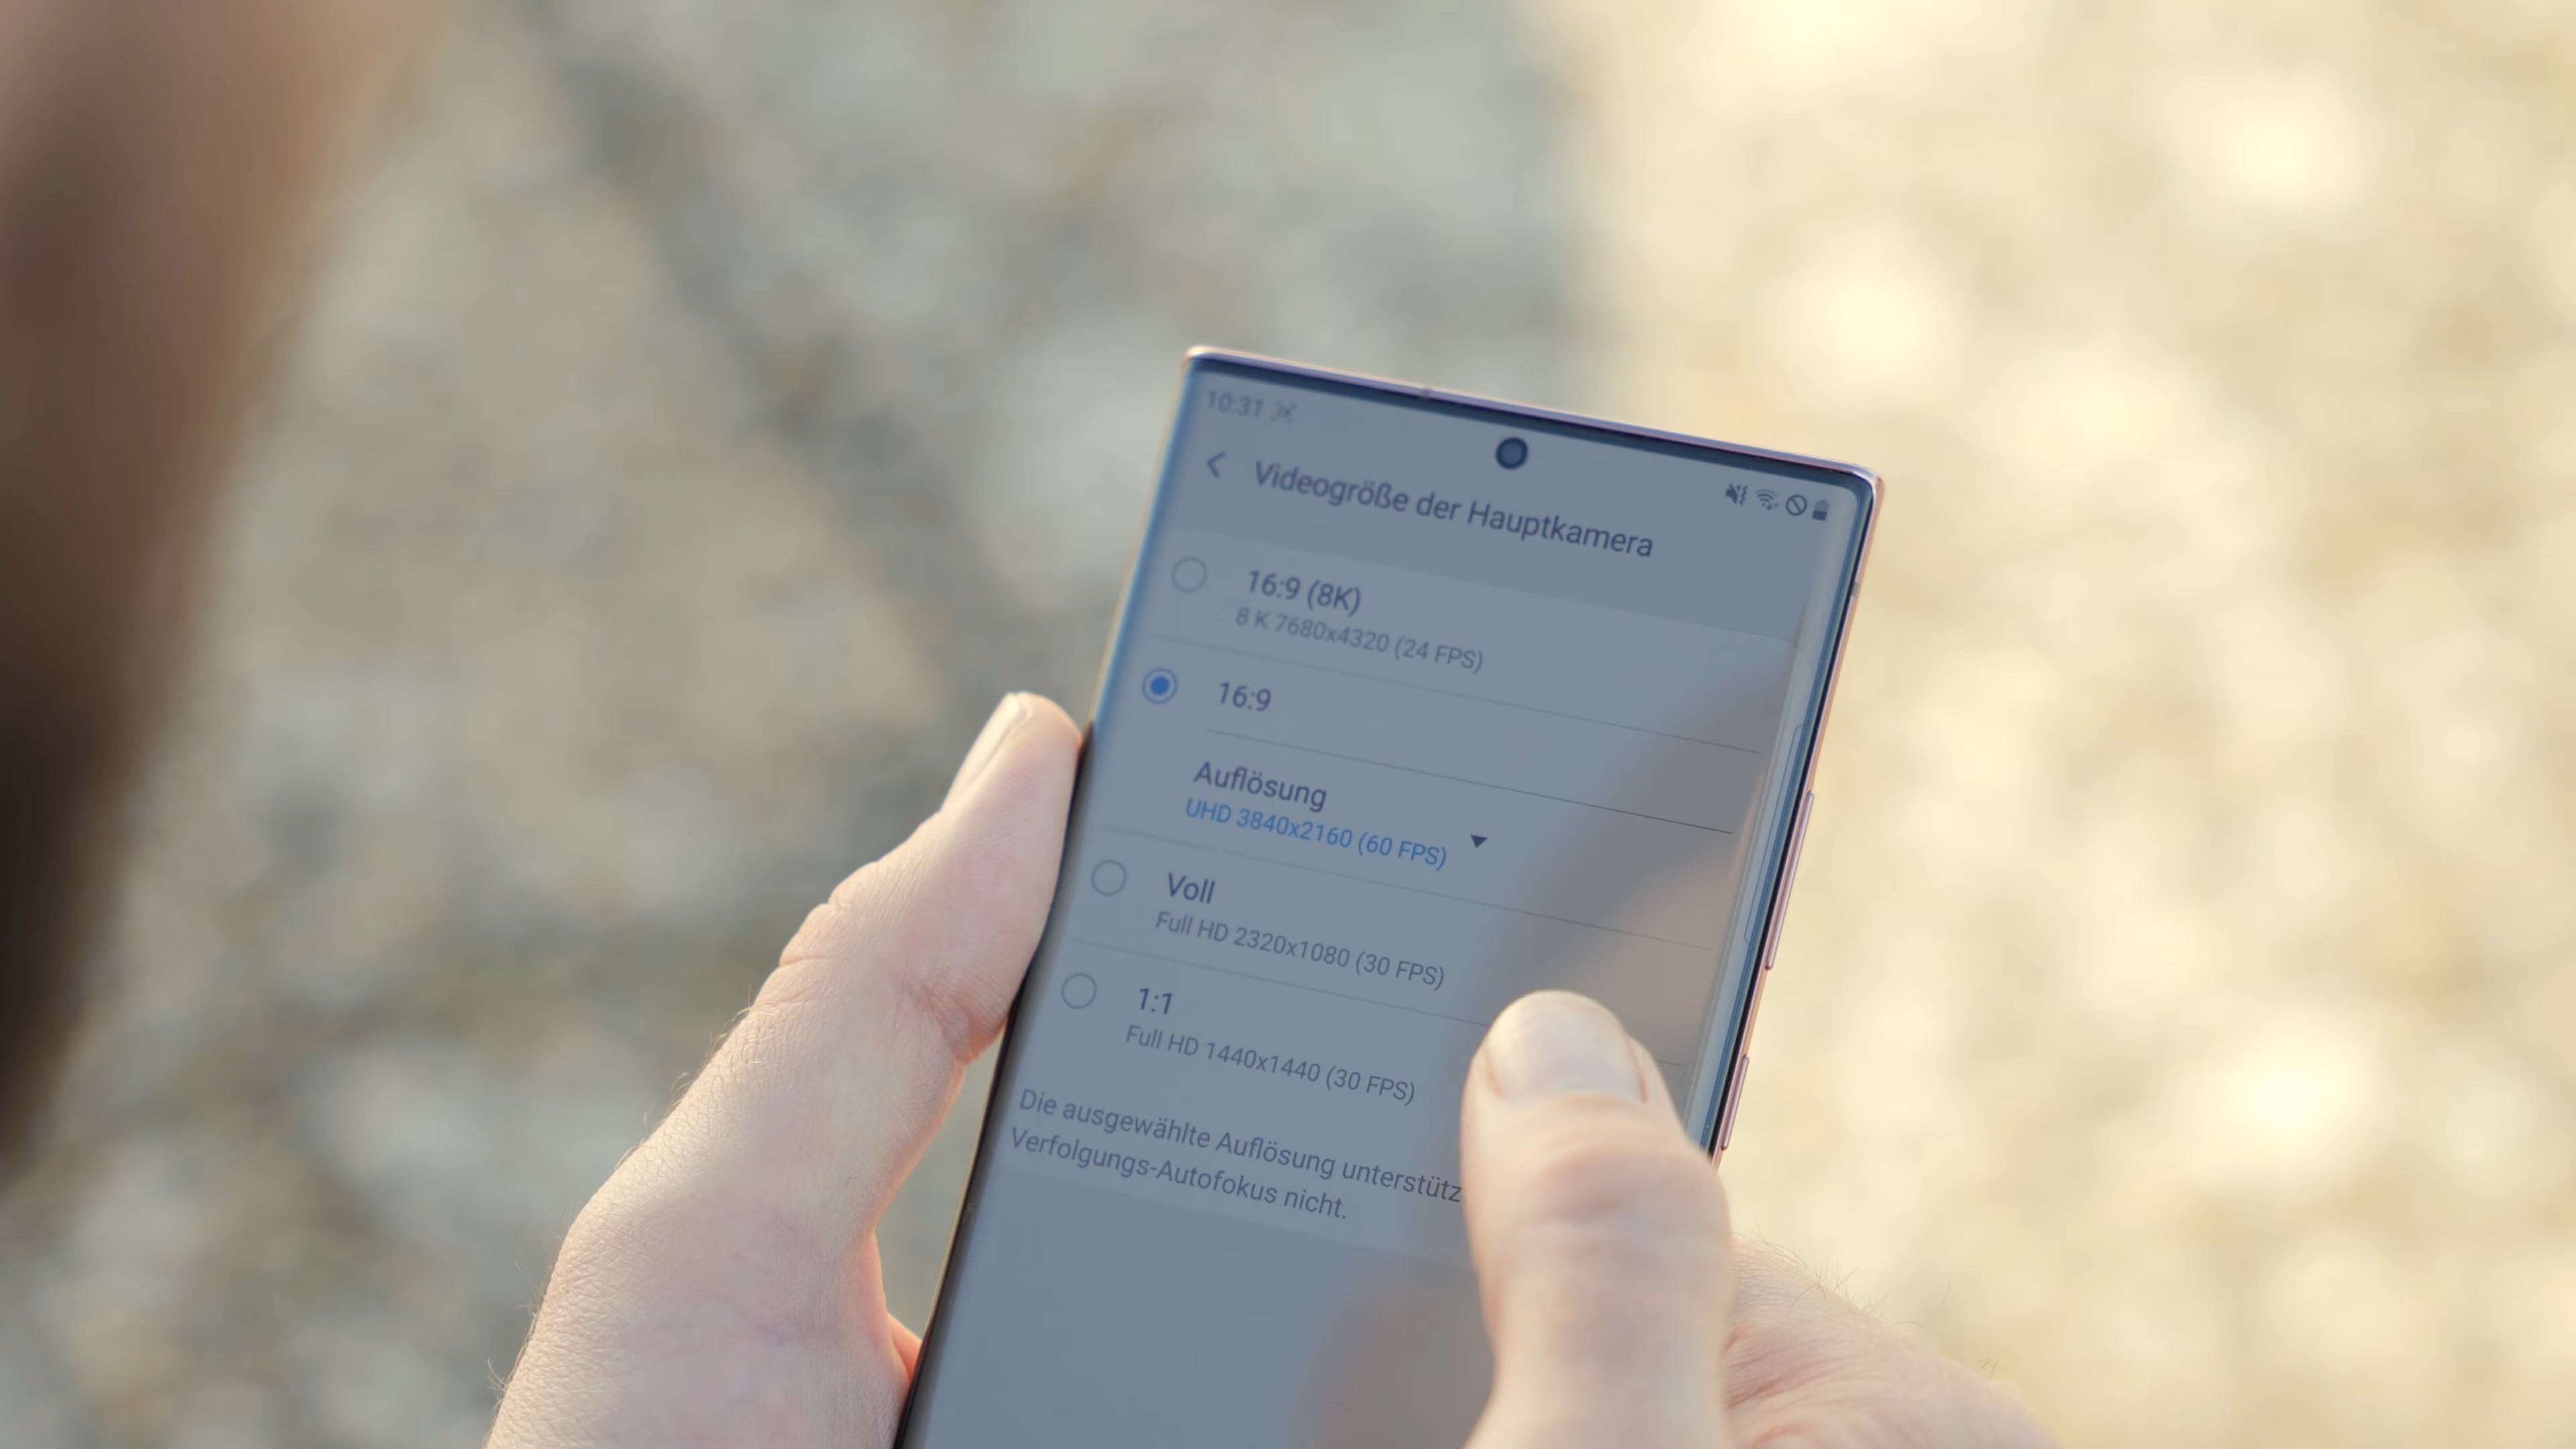 10:31
Videogröße der Hauptkamera
16:9 (8K)
8 K 7680x4320 (24 FPS)
16:9
Auflösung
UHD 3840x2160 (60 FPS)
Voll
Full HD 2320x1080 (30 FPS)
1:1
Full HD 1440x1440 (30 FPS)
Die ausgewählte Auflösung unterstütz
Verfolgungs-Autofokus nicht.